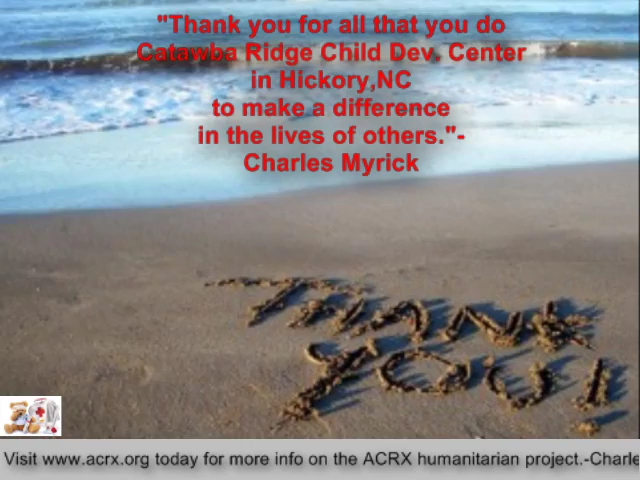 "Thank you for all that you do
Catawba Ridge Child Dev. Center
in Hickory,NC
to make a difference
in the lives of others."-
Charles Myrick
THANK
YOU!
Visit www.acrx.org today for more info on the ACRX humanitarian project.-Charle